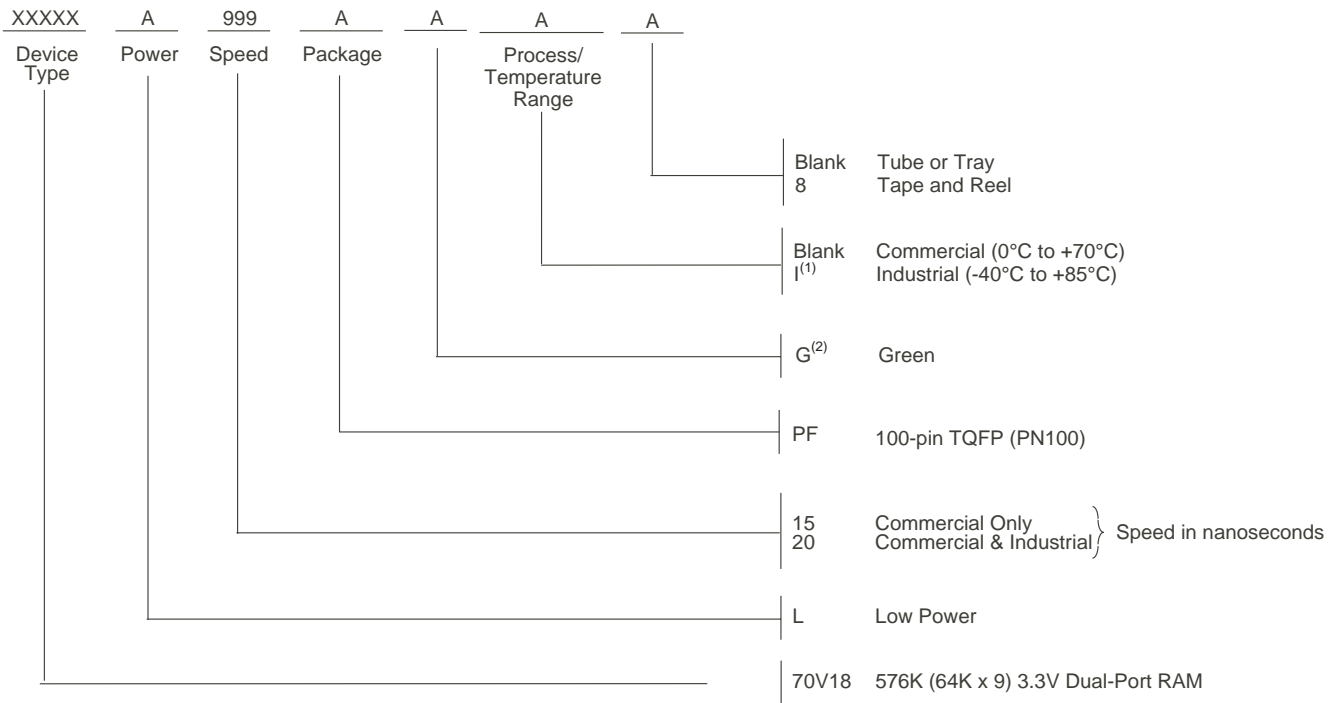 XXXXX A 999 A A A A
Device Type Power Speed Package Process/ Temperature Range
Blank Tube or Tray
8 Tape and Reel
Blank Commercial (0°C to +70°C)
I(1) Industrial (-40°C to +85°C)
G(2) Green
PF 100-pin TQFP (PN100)
15 Commercial Only
20 Commercial & Industrial
Speed in nanoseconds
L Low Power
70V18 576K (64K x 9) 3.3V Dual-Port RAM